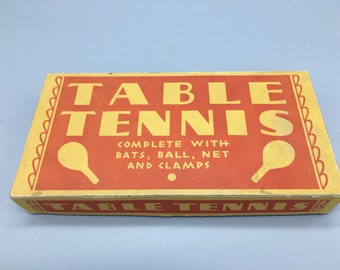 TABLE
TENNIS
COMPLETE WITH
BATS, BALL, NET
AND CLAMPS
TABLE TENNIS